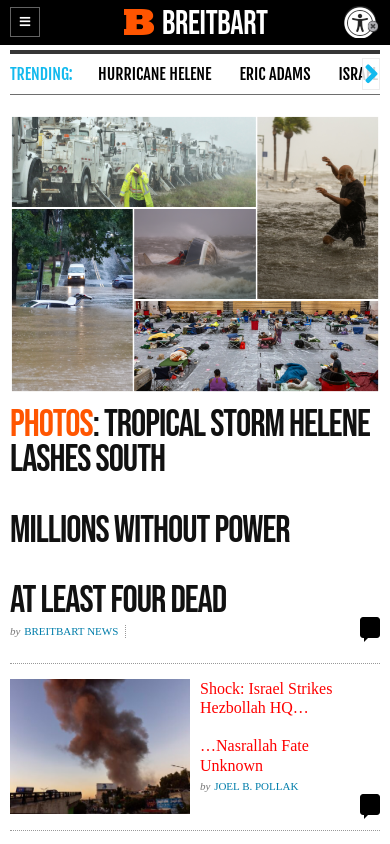 BREITBART
TRENDING:
HURRICANE HELENE
ERIC ADAMS
ISRA
PHOTOS: TROPICAL STORM HELENE
LASHES SOUTH
MILLIONS WITHOUT POWER
AT LEAST FOUR DEAD
by BREITBART NEWS
Shock: Israel Strikes
Hezbollah HQ…
…Nasrallah Fate
Unknown
by JOEL B. POLLAK